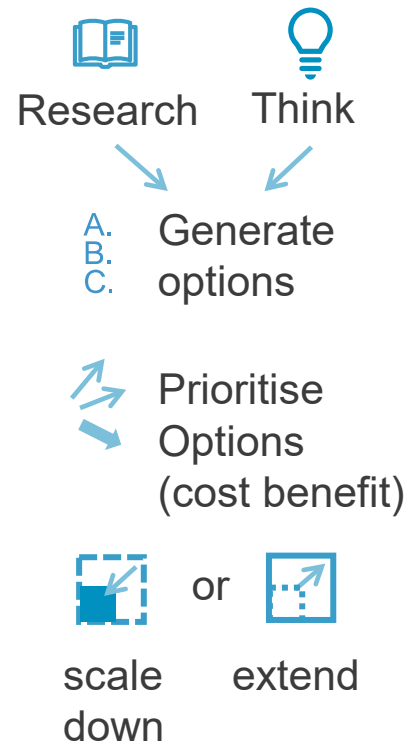 Research Think
A. Generate
B.
C. options
Prioritise
Options
(cost benefit)
or
scale extend
down